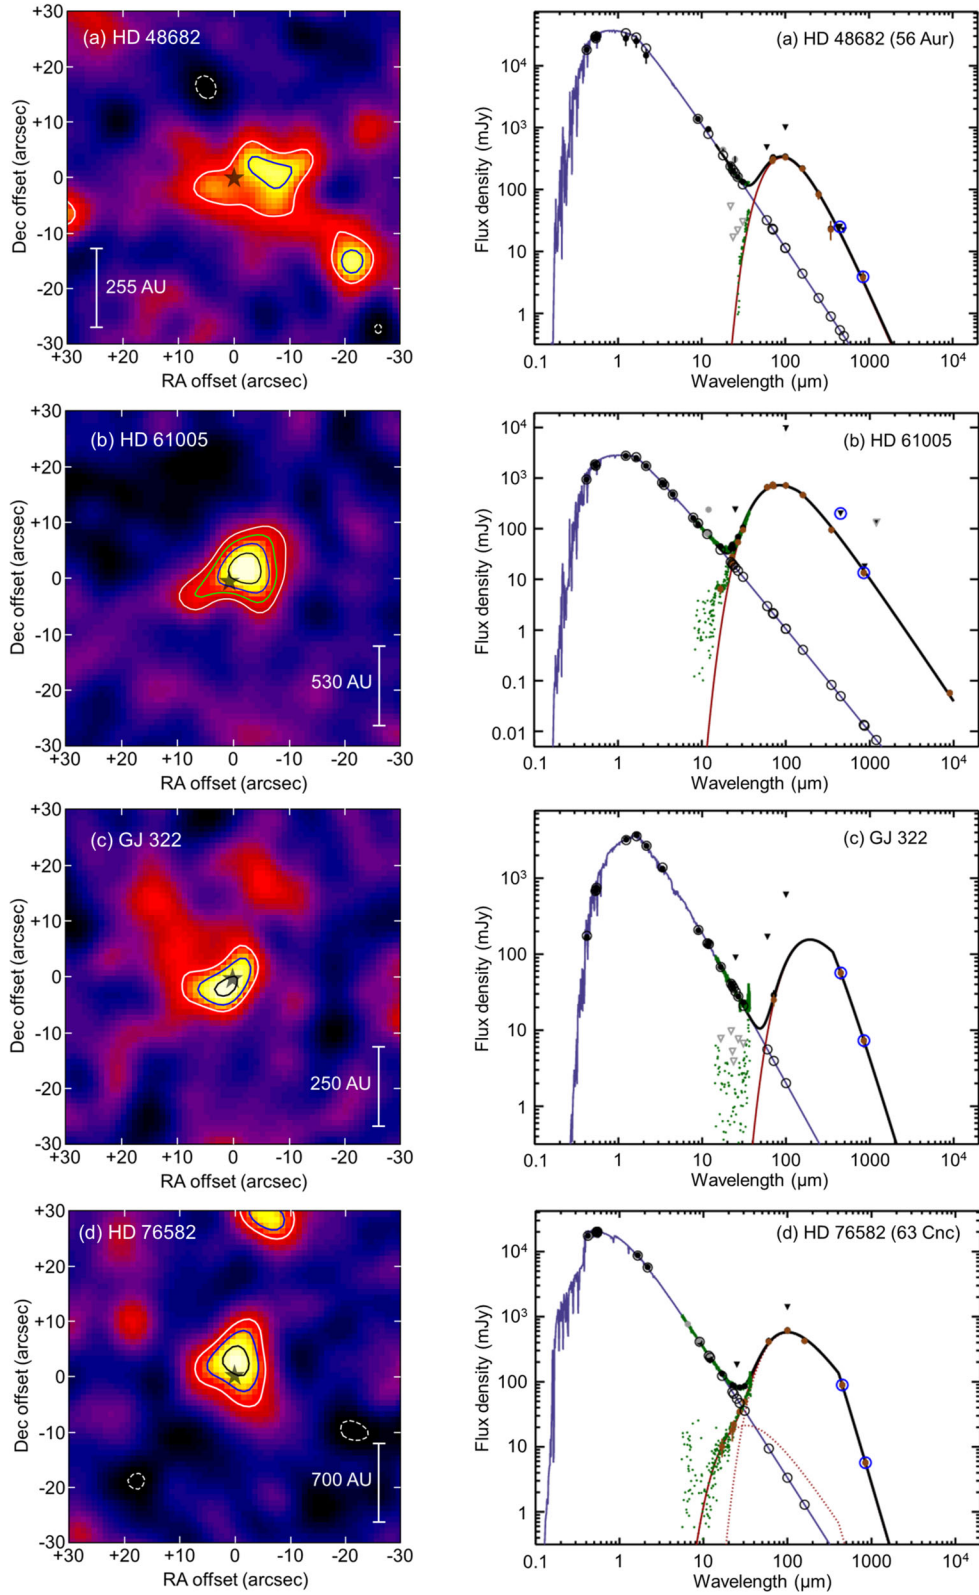 (a) HD 48682
+30
+20
+10
0
-10
-20
-30
Dec offset (arcsec)
255 AU
+30 +20 +10 0 -10 -20 -30
RA offset (arcsec)
(a) HD 48682 (56 Aur)
10⁴
10³
100
10
1
Flux density (mJy)
0.1 1 10 100 1000 10⁴
Wavelength (µm)
(b) HD 61005
+30
+20
+10
0
-10
-20
-30
Dec offset (arcsec)
530 AU
+30 +20 +10 0 -10 -20 -30
RA offset (arcsec)
(b) HD 61005
10⁴
10³
100
10
1
0.1
0.01
Flux density (mJy)
0.1 1 10 100 1000 10⁴
Wavelength (µm)
(c) GJ 322
+30
+20
+10
0
-10
-20
-30
Dec offset (arcsec)
250 AU
+30 +20 +10 0 -10 -20 -30
RA offset (arcsec)
(c) GJ 322
10³
100
10
1
Flux density (mJy)
0.1 1 10 100 1000 10⁴
Wavelength (µm)
(d) HD 76582
+30
+20
+10
0
-10
-20
-30
Dec offset (arcsec)
700 AU
+30 +20 +10 0 -10 -20 -30
RA offset (arcsec)
(d) HD 76582 (63 Cnc)
10⁴
10³
100
10
1
Flux density (mJy)
0.1 1 10 100 1000 10⁴
Wavelength (µm)